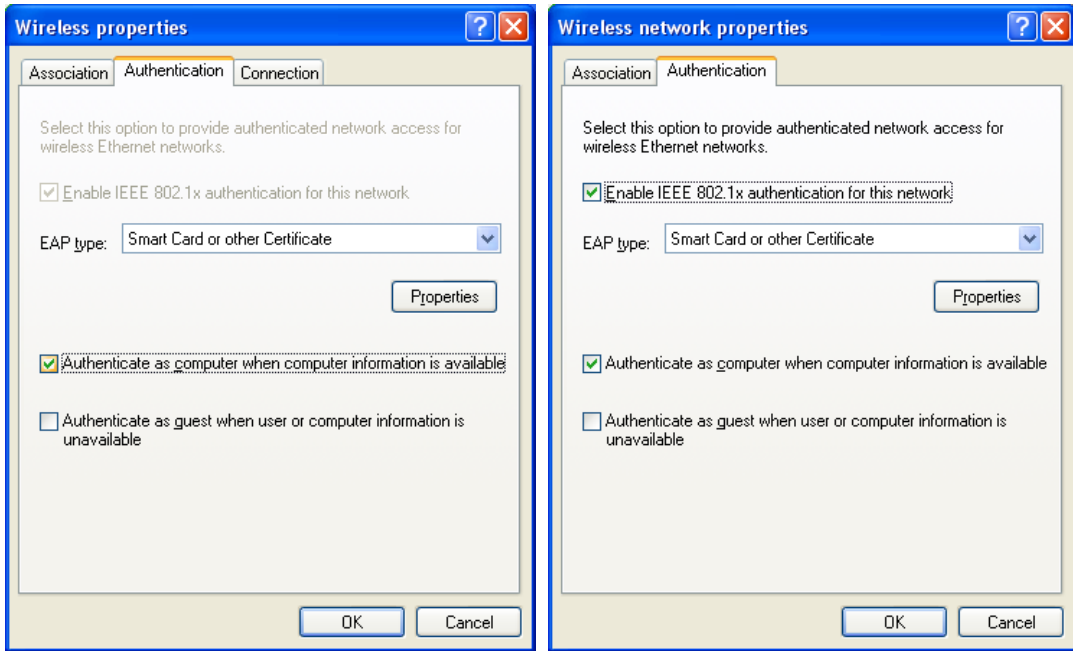 Wireless properties
Association Authentication Connection
Select this option to provide authenticated network access for
wireless Ethernet networks.
Enable IEEE 802.1x authentication for this network
EAP type: Smart Card or other Certificate
Properties
Authenticate as computer when computer information is available
Authenticate as guest when user or computer information is
unavailable
OK Cancel
Wireless network properties
Association Authentication
Select this option to provide authenticated network access for
wireless Ethernet networks.
Enable IEEE 802.1x authentication for this network
EAP type: Smart Card or other Certificate
Properties
Authenticate as computer when computer information is available
Authenticate as guest when user or computer information is
unavailable
OK Cancel